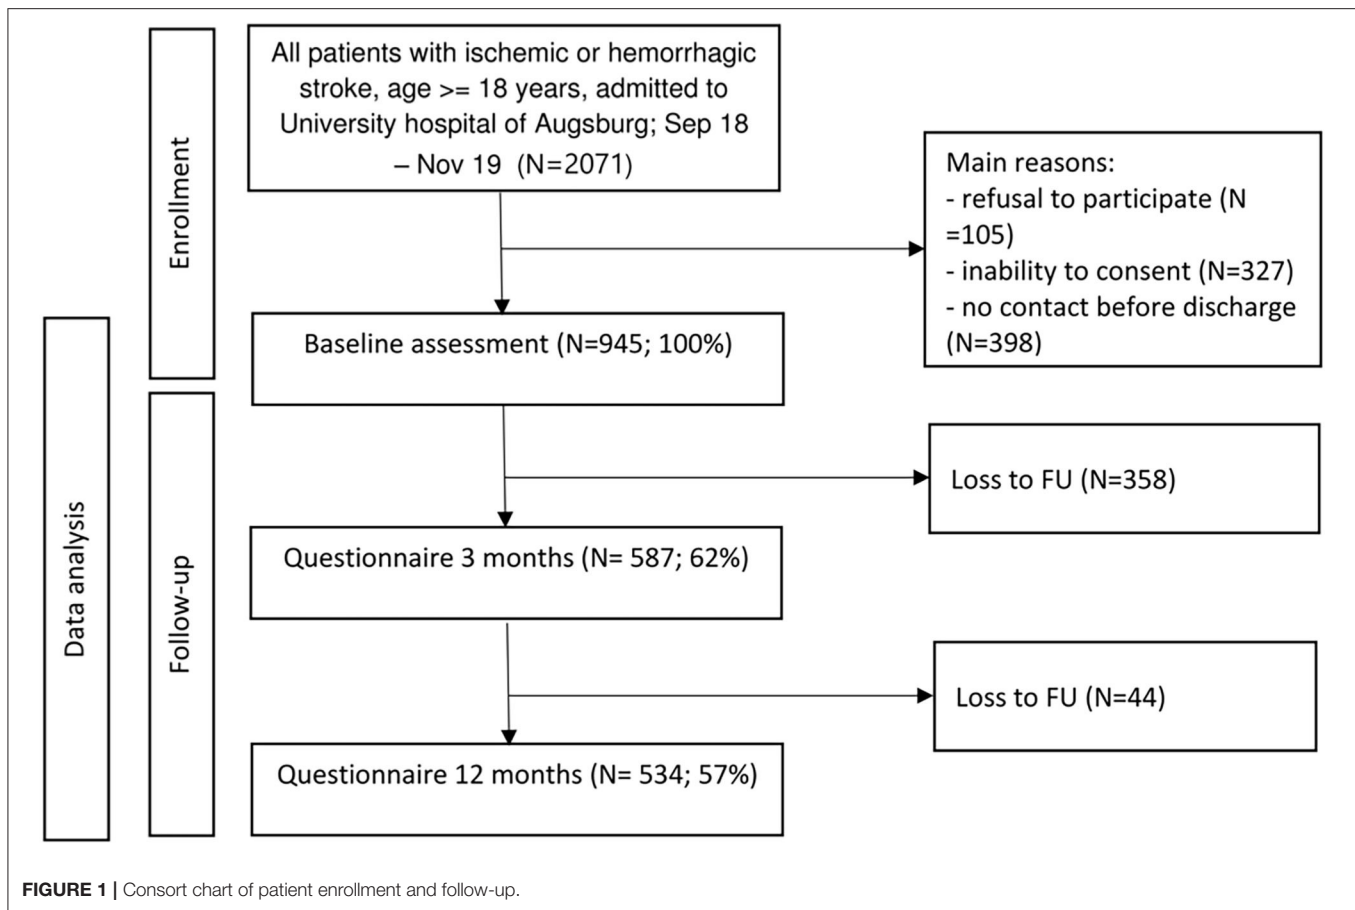 Enrollment
Data analysis
Follow-up
All patients with ischemic or hemorrhagic
stroke, age >= 18 years, admitted to
University hospital of Augsburg; Sep 18
– Nov 19 (N=2071)
Main reasons:
- refusal to participate (N
=105)
- inability to consent (N=327)
- no contact before discharge
(N=398)
Baseline assessment (N=945; 100%)
Loss to FU (N=358)
Questionnaire 3 months (N= 587; 62%)
Loss to FU (N=44)
Questionnaire 12 months (N= 534; 57%)
FIGURE 1 | Consort chart of patient enrollment and follow-up.